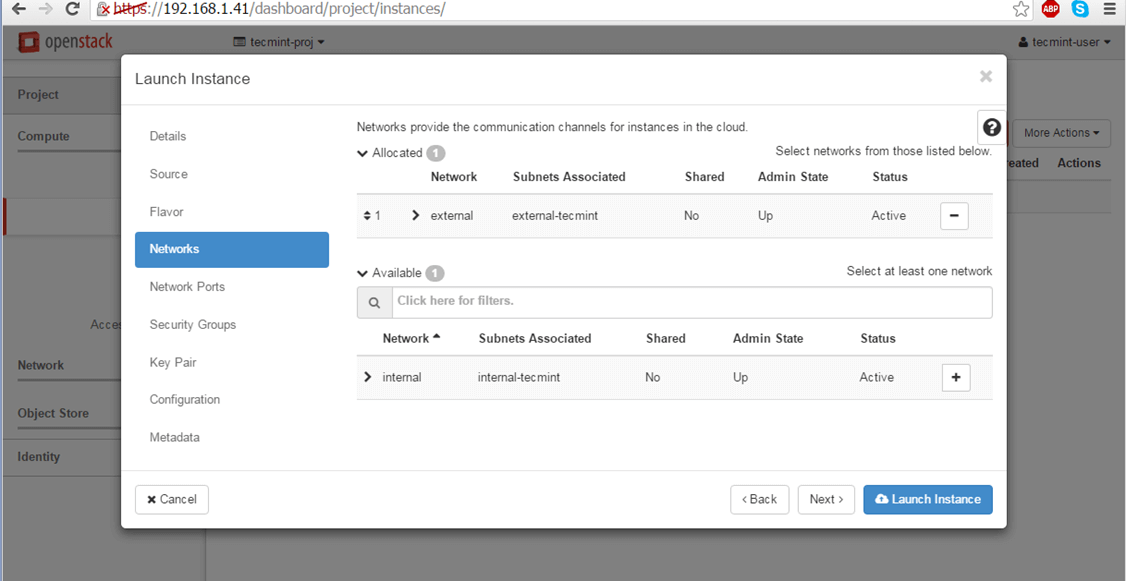 https://192.168.1.41/dashboard/project/instances/
ABP
openstack
tecmint-proj
tecmint-user
Launch Instance
Project
Compute
Network
Object Store
Identity
More Actions
Actions
Details
Source
Flavor
Networks
Network Ports
Security Groups
Key Pair
Configuration
Metadata
Networks provide the communication channels for instances in the cloud.
Allocated 1 Select networks from those listed below.
Network Subnets Associated Shared Admin State Status
1 external external-tecmint No Up Active
Available 1 Select at least one network
Click here for filters.
Network Subnets Associated Shared Admin State Status
internal internal-tecmint No Up Active
Cancel < Back Next > Launch Instance